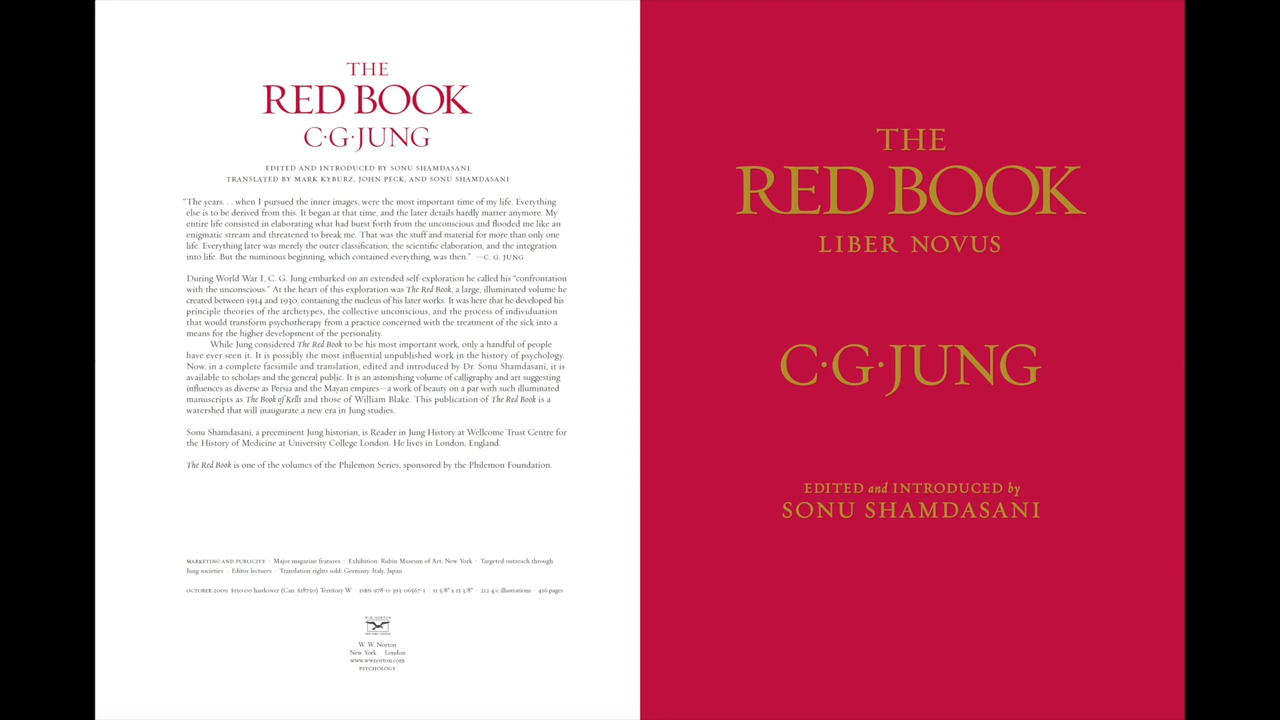 THE
RED BOOK
C·G·JUNG
EDITED AND INTRODUCED BY SONU SHAMDASANI
TRANSLATED BY MARK KYBURZ, JOHN PECK, AND SONU SHAMDASANI
“The years. . . when I pursued the inner images, were the most important time of my life. Everything
else is to be derived from this. It began at that time, and the later details hardly matter anymore. My
entire life consisted in elaborating what had burst forth from the unconscious and flooded me like an
enigmatic stream and threatened to break me. That was the stuff and material for more than only one
life. Everything later was merely the outer classification, the scientific elaboration, and the integration
into life. But the numinous beginning, which contained everything, was then.” —C. G. JUNG
During World War I, C. G. Jung embarked on an extended self-exploration he called his “confrontation
with the unconscious.” At the heart of this exploration was The Red Book, a large, illuminated volume he
created between 1914 and 1930, containing the nucleus of his later works. It was here that he developed his
principle theories of the archetypes, the collective unconscious, and the process of individuation
that would transform psychotherapy from a practice concerned with the treatment of the sick into a
means for the higher development of the personality.
While Jung considered The Red Book to be his most important work, only a handful of people
have ever seen it. It is possibly the most influential unpublished work in the history of psychology.
Now, in a complete facsimile and translation, edited and introduced by Dr. Sonu Shamdasani, it is
available to scholars and the general public. It is an astonishing volume of calligraphy and art suggesting
influences as diverse as Persia and the Mayan empires—a work of beauty on a par with such illuminated
manuscripts as The Book of Kells and those of William Blake. This publication of The Red Book is a
watershed that will inaugurate a new era in Jung studies.
Sonu Shamdasani, a preeminent Jung historian, is Reader in Jung History at Wellcome Trust Centre for
the History of Medicine at University College London. He lives in London, England.
The Red Book is one of the volumes of the Philemon Series, sponsored by the Philemon Foundation.
MARKETING AND PUBLICITY · Major magazine features · Exhibition: Rubin Museum of Art, New York · Targeted outreach through
Jung societies · Editor lectures · Translation rights sold: Germany, Italy, Japan
OCTOBER 2009 $150.00 hardcover (Can. $187.50) Territory W · ISBN 978-0-393-06567-1 · 11 5/8" x 15 3/8" · 212 4/c illustrations · 416 pages
W. W. Norton
New York London
www.wwnorton.com
PSYCHOLOGY
THE
RED BOOK
LIBER NOVUS
C·G·JUNG
EDITED and INTRODUCED by
SONU SHAMDASANI